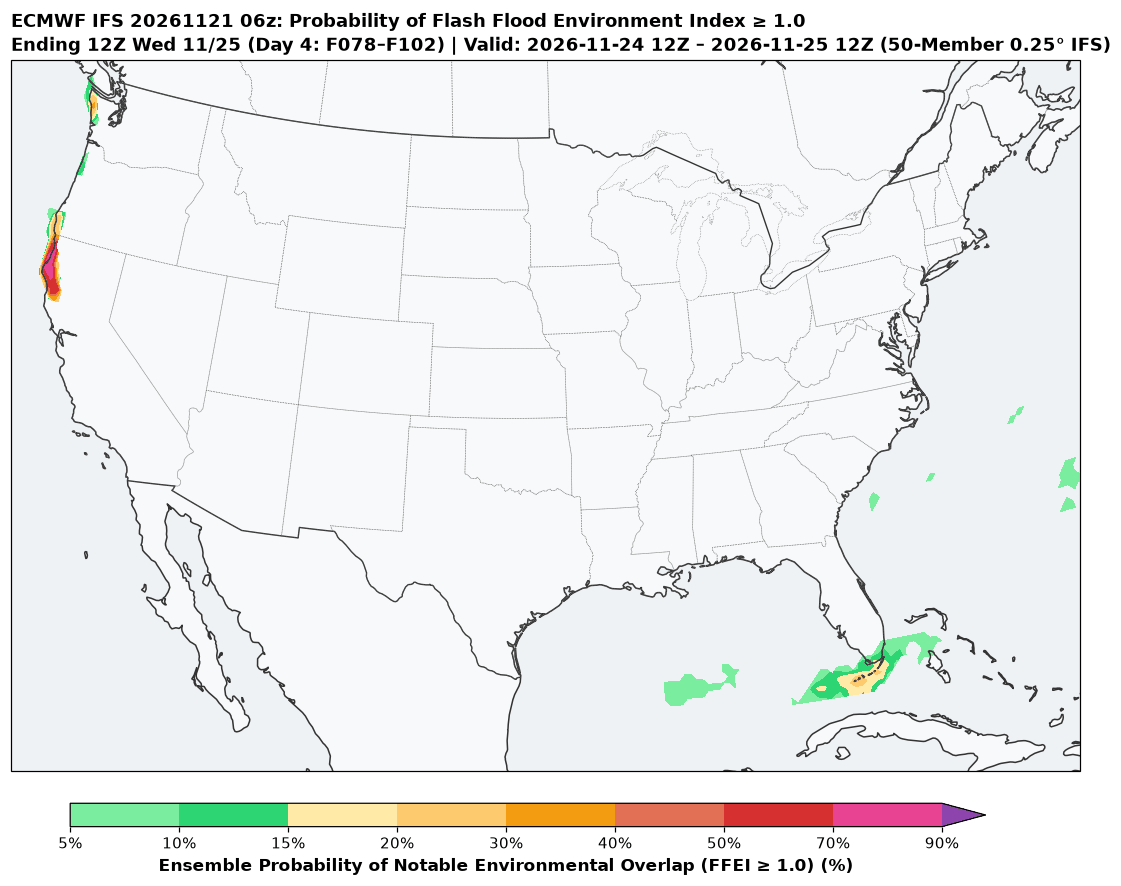 ECMWF IFS 20261121 06z: Probability of Flash Flood Environment Index ≥ 1.0
Ending 12Z Wed 11/25 (Day 4: F078–F102) | Valid: 2026-11-24 12Z – 2026-11-25 12Z (50-Member 0.25° IFS)
5% 10% 15% 20% 30% 40% 50% 70% 90%
Ensemble Probability of Notable Environmental Overlap (FFEI ≥ 1.0) (%)